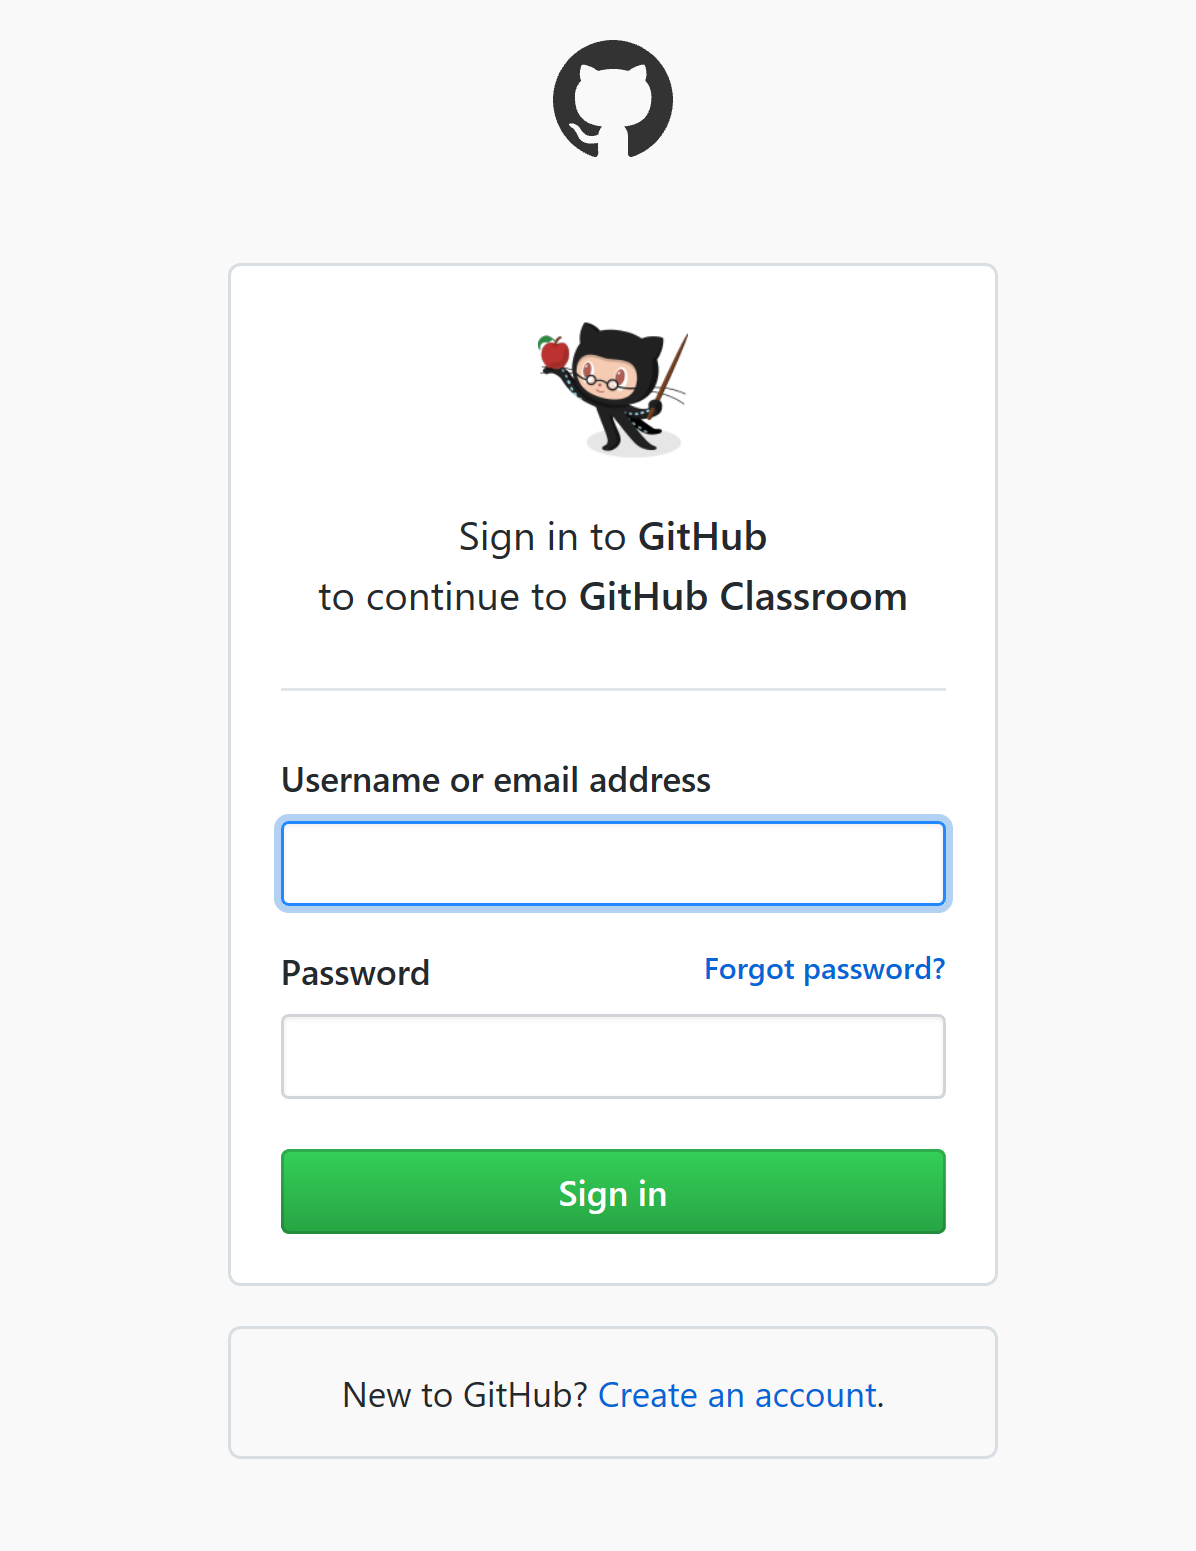 Sign in to GitHub
to continue to GitHub Classroom
Username or email address
Password Forgot password?
Sign in
New to GitHub? Create an account.